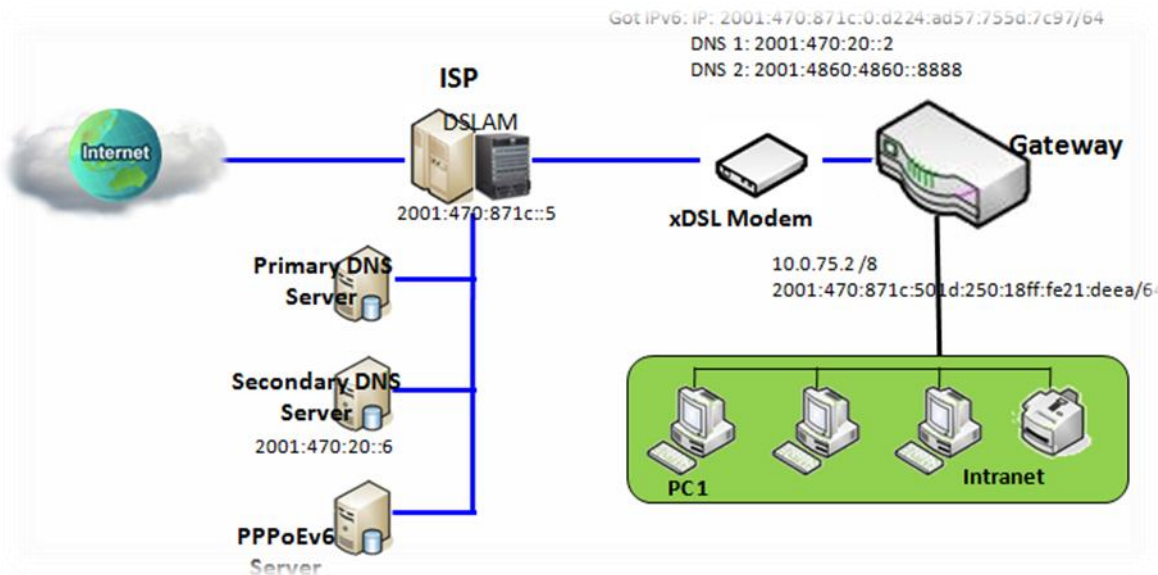 Got IPv6: IP: 2001:470:871c:0:d224:ad57:755d:7c97/64
DNS 1: 2001:470:20::2
DNS 2: 2001:4860:4860::8888
ISP
DSLAM
Internet
Gateway
2001:470:871c::5
xDSL Modem
Primary DNS
Server
10.0.75.2 /8
2001:470:871c:501d:250:18ff:fe21:deea/64
Secondary DNS
Server
2001:470:20::6
PC1
Intranet
PPPoEv6
Server